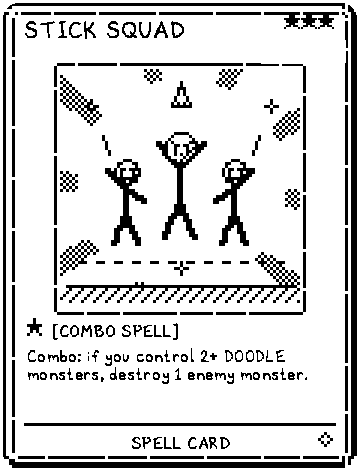 STICK SQUAD
[COMBO SPELL]
Combo: if you control 2+ DOODLE
monsters, destroy 1 enemy monster.
SPELL CARD